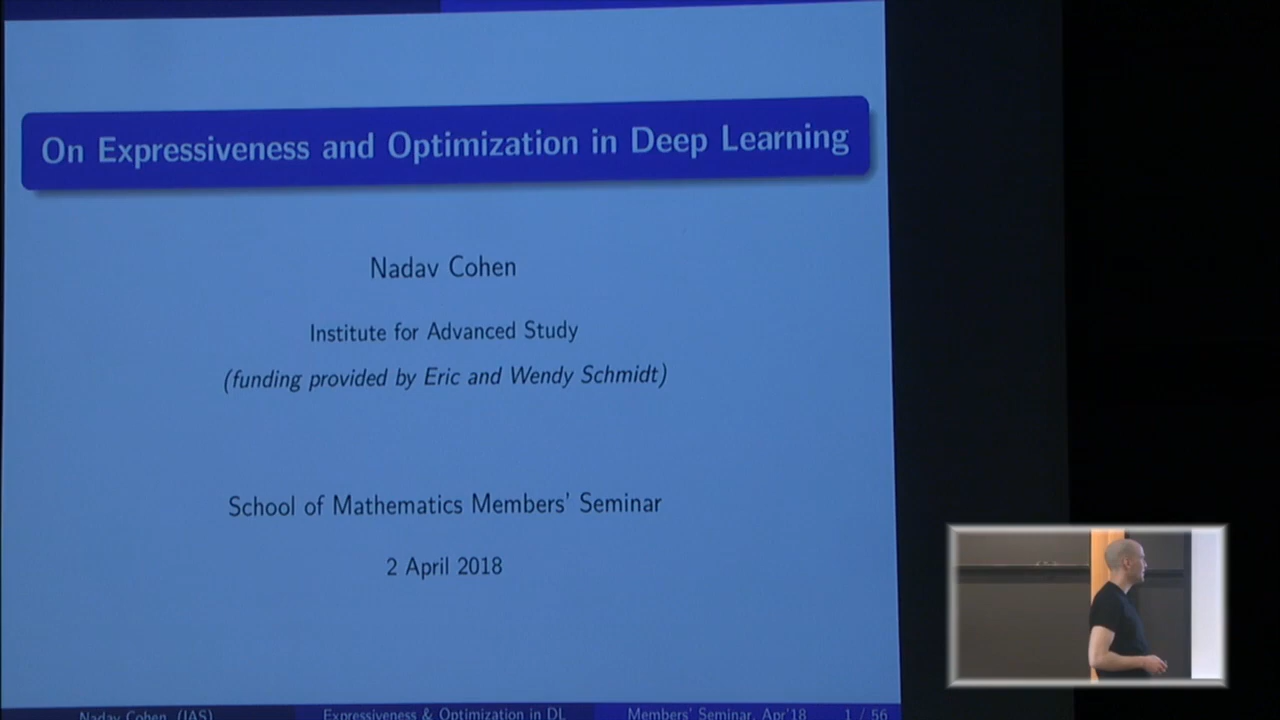 On Expressiveness and Optimization in Deep Learning
Nadav Cohen
Institute for Advanced Study
(funding provided by Eric and Wendy Schmidt)
School of Mathematics Members' Seminar
2 April 2018
Nadav Cohen (IAS) Expressiveness & Optimization in DL Members' Seminar, Apr'18 1 / 56